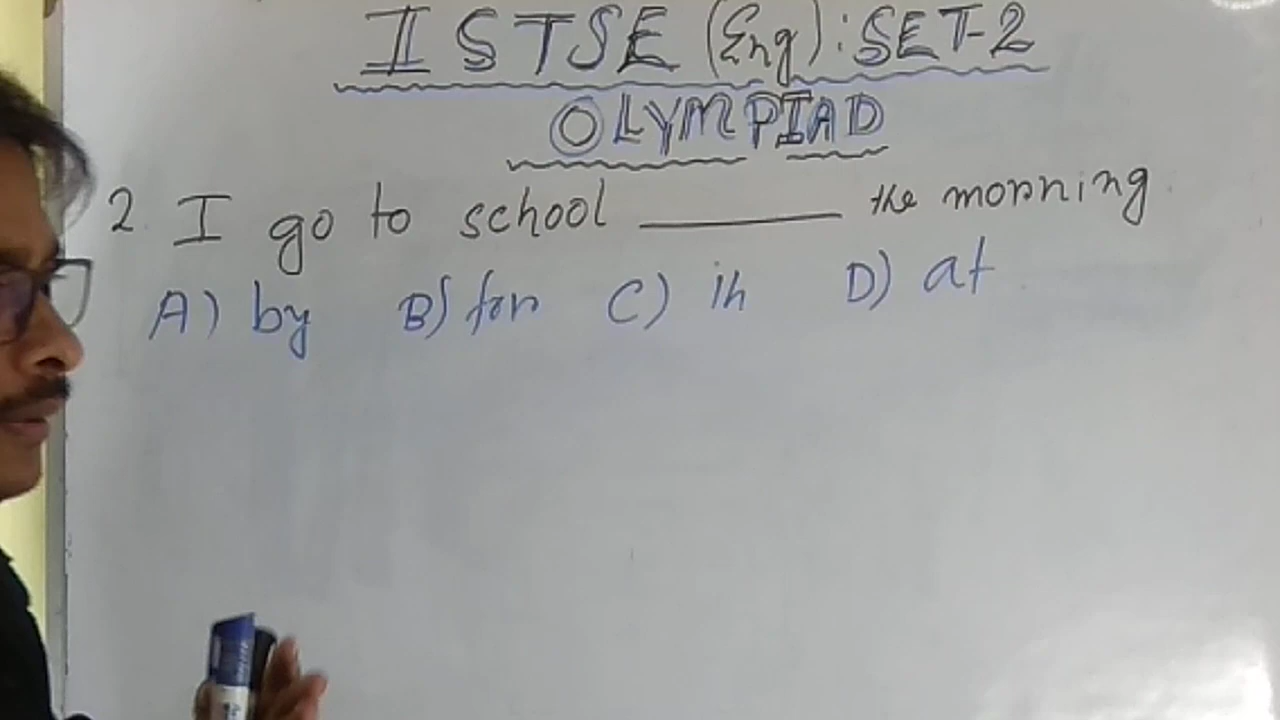 ISTSE (Eng): SET-2
OLYMPIAD
2. I go to school ______ the morning.
A) by B) for C) in D) at